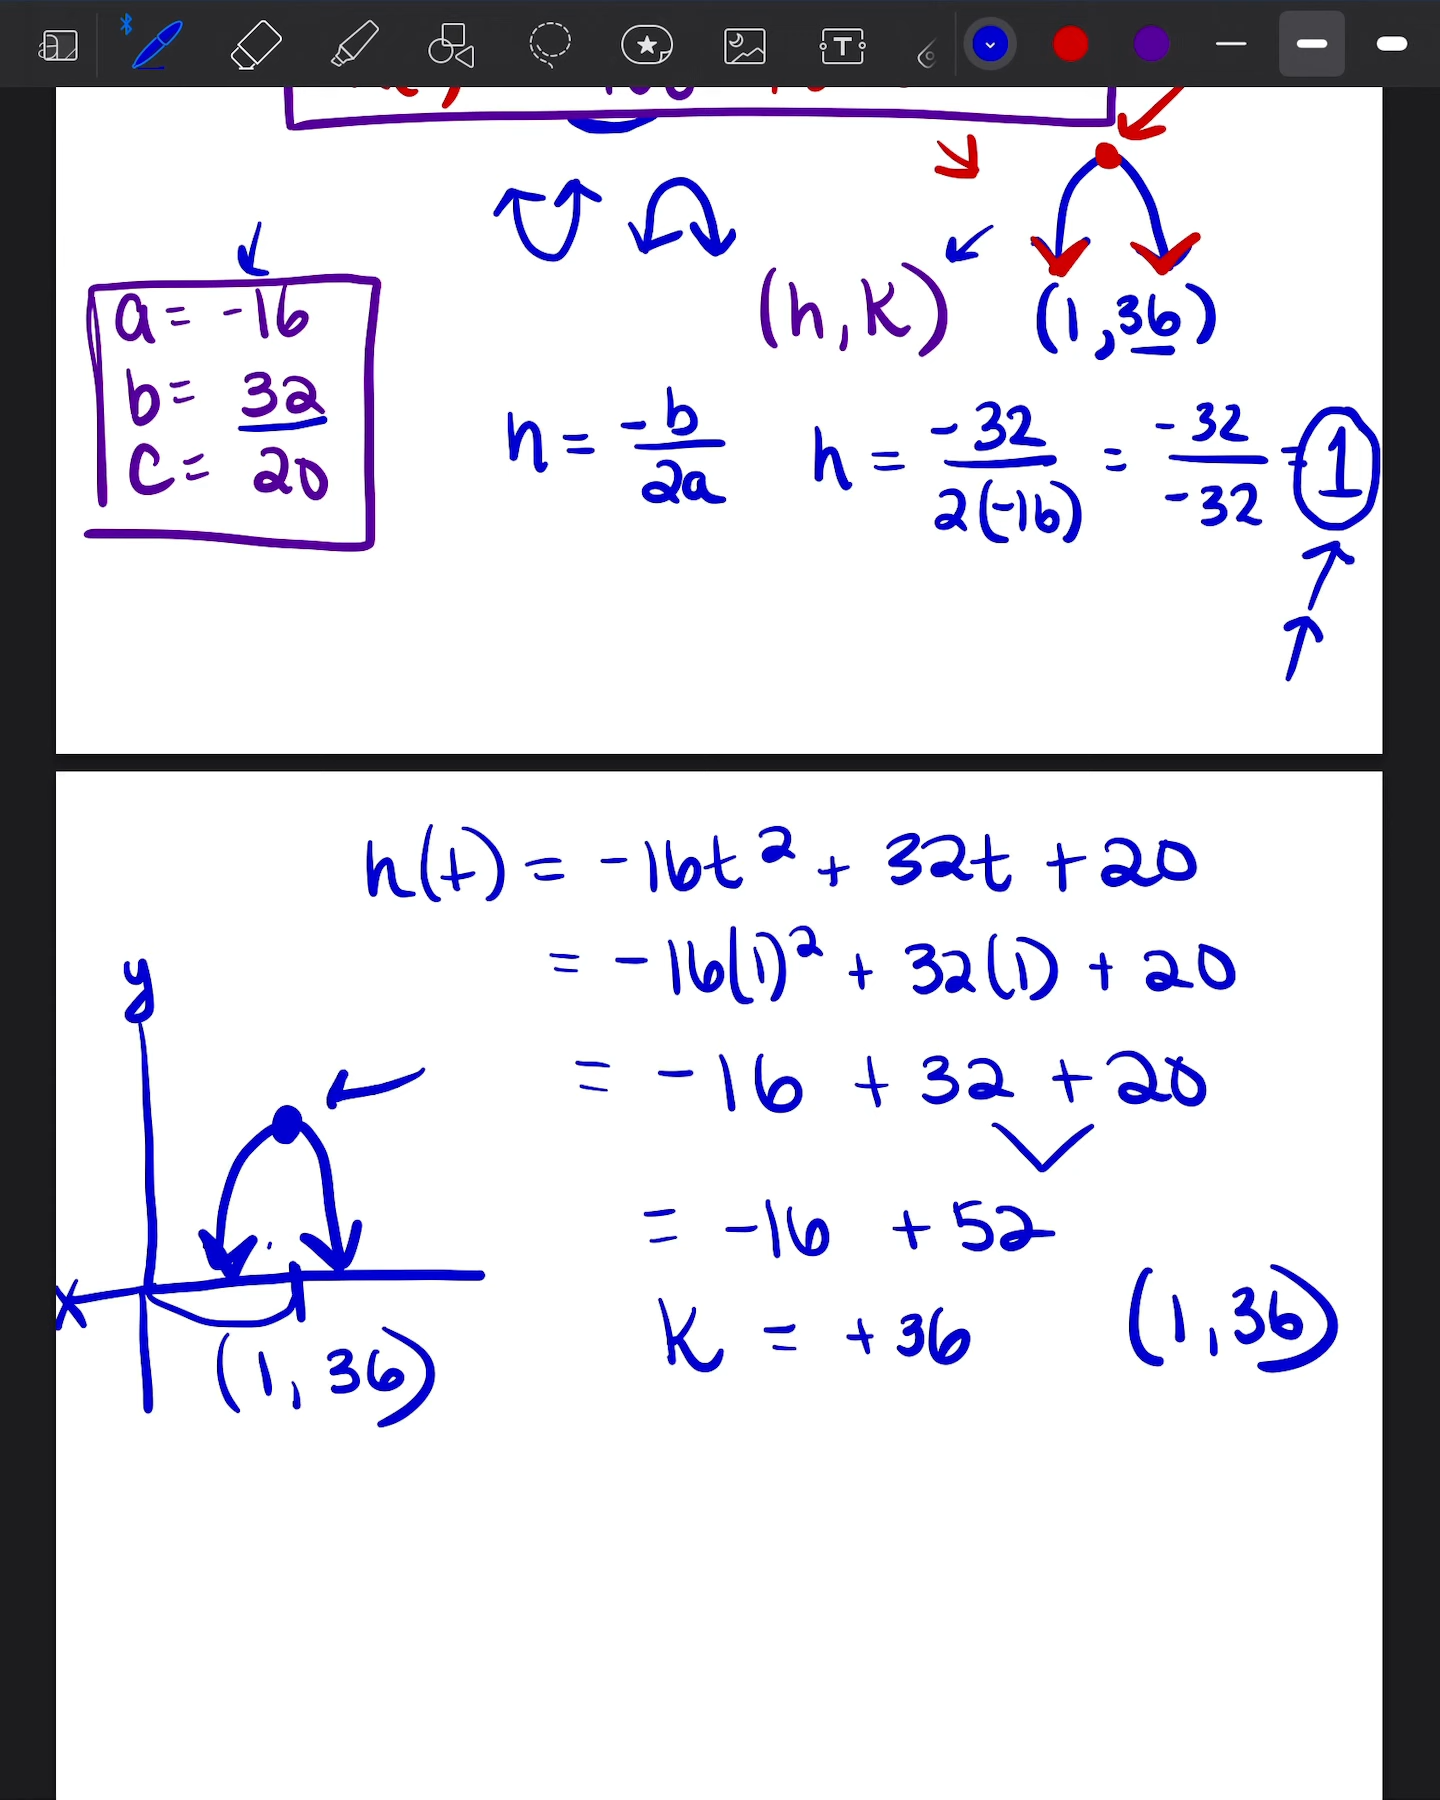 a = -16
b = 32
c = 20
(h, k) (1, 36)
h = -b/2a
h = -32/2(-16) = -32/-32 = 1
h(t) = -16t² + 32t + 20
= -16(1)² + 32(1) + 20
= -16 + 32 + 20
= -16 + 52
k = +36 (1, 36)
y
x
(1, 36)